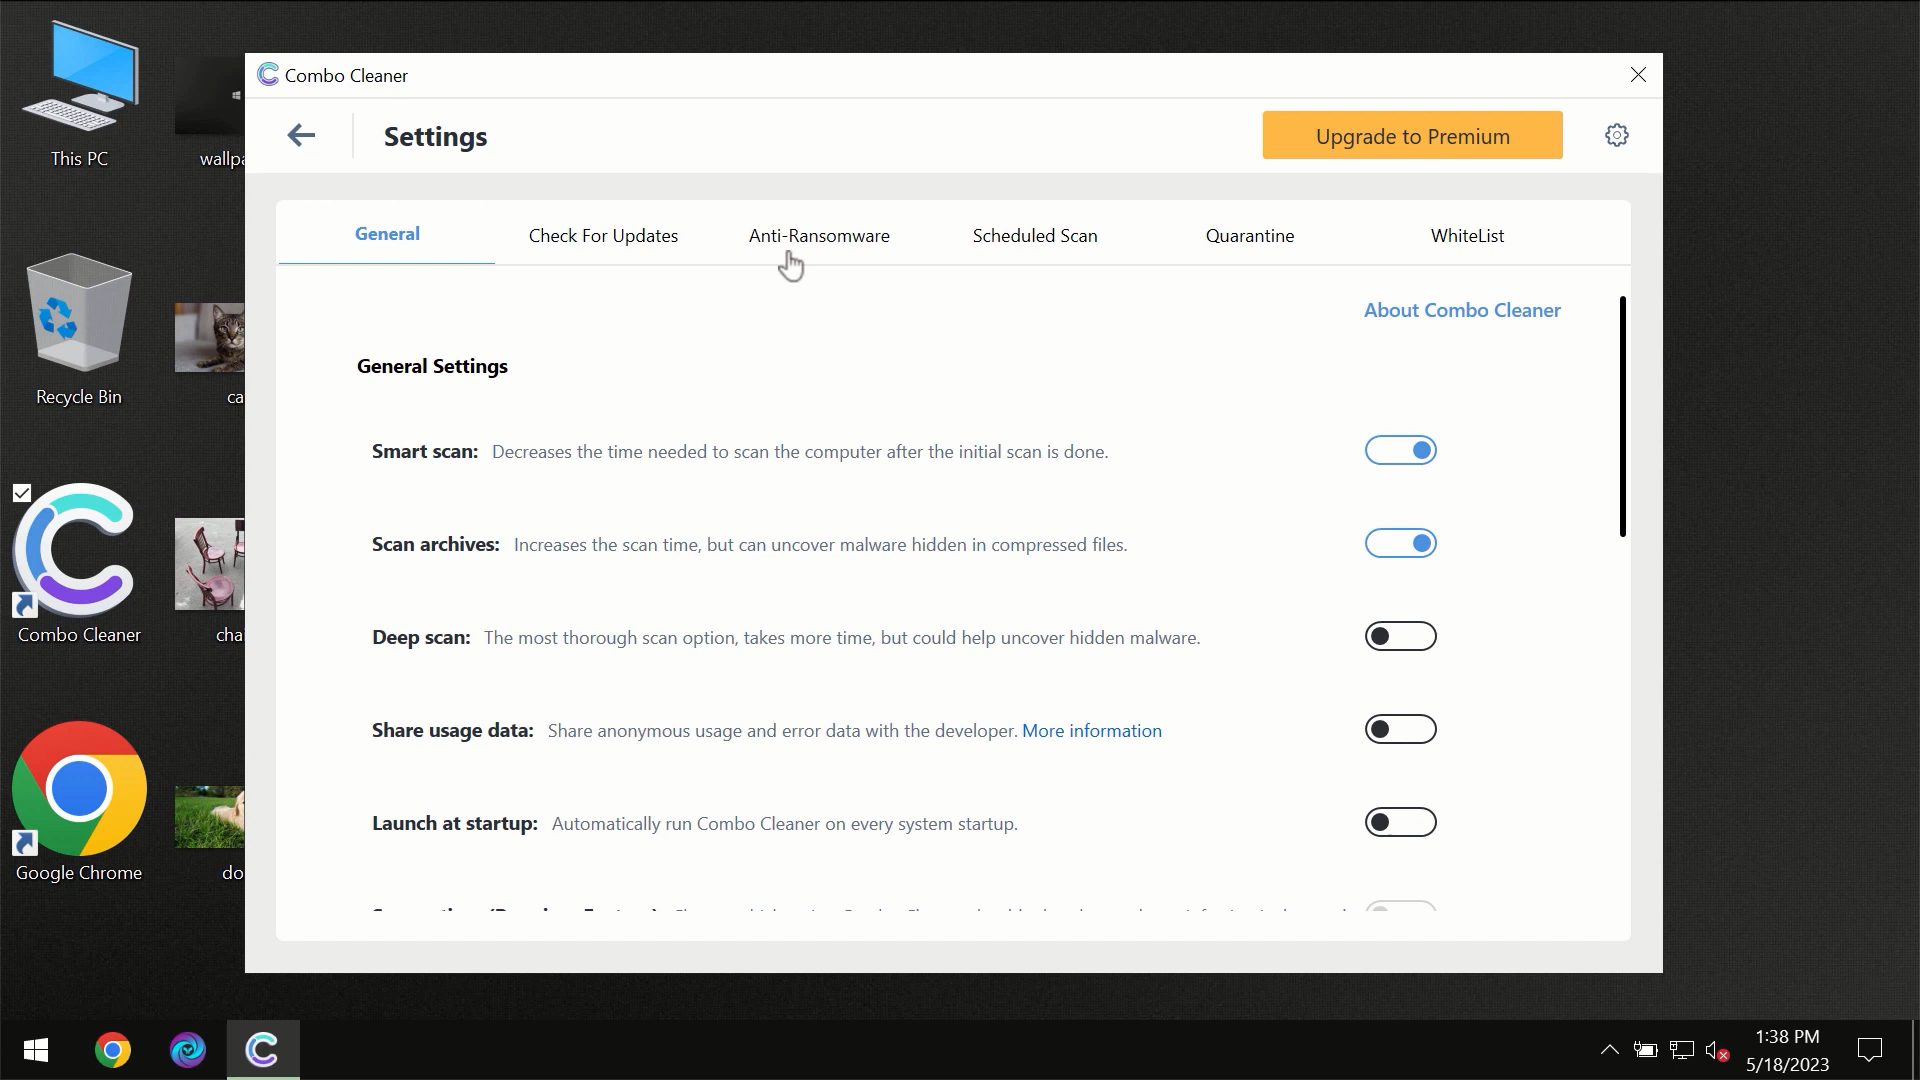 This PC
wallpa
Recycle Bin
ca
Combo Cleaner
cha
Google Chrome
do
Combo Cleaner
Settings
Upgrade to Premium
General
Check For Updates
Anti-Ransomware
Scheduled Scan
Quarantine
WhiteList
About Combo Cleaner
General Settings
Smart scan: Decreases the time needed to scan the computer after the initial scan is done.
Scan archives: Increases the scan time, but can uncover malware hidden in compressed files.
Deep scan: The most thorough scan option, takes more time, but could help uncover hidden malware.
Share usage data: Share anonymous usage and error data with the developer. More information
Launch at startup: Automatically run Combo Cleaner on every system startup.
1:38 PM
5/18/2023